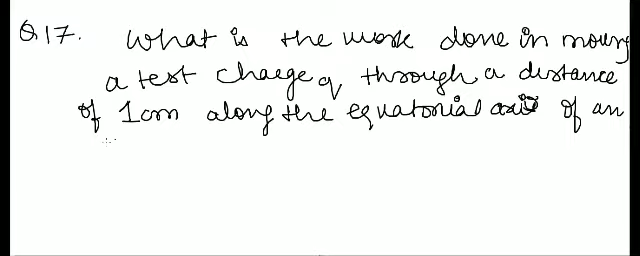 Q.17. What is the work done in moving
a test charge q through a distance
of 1cm along the equatorial axis of an